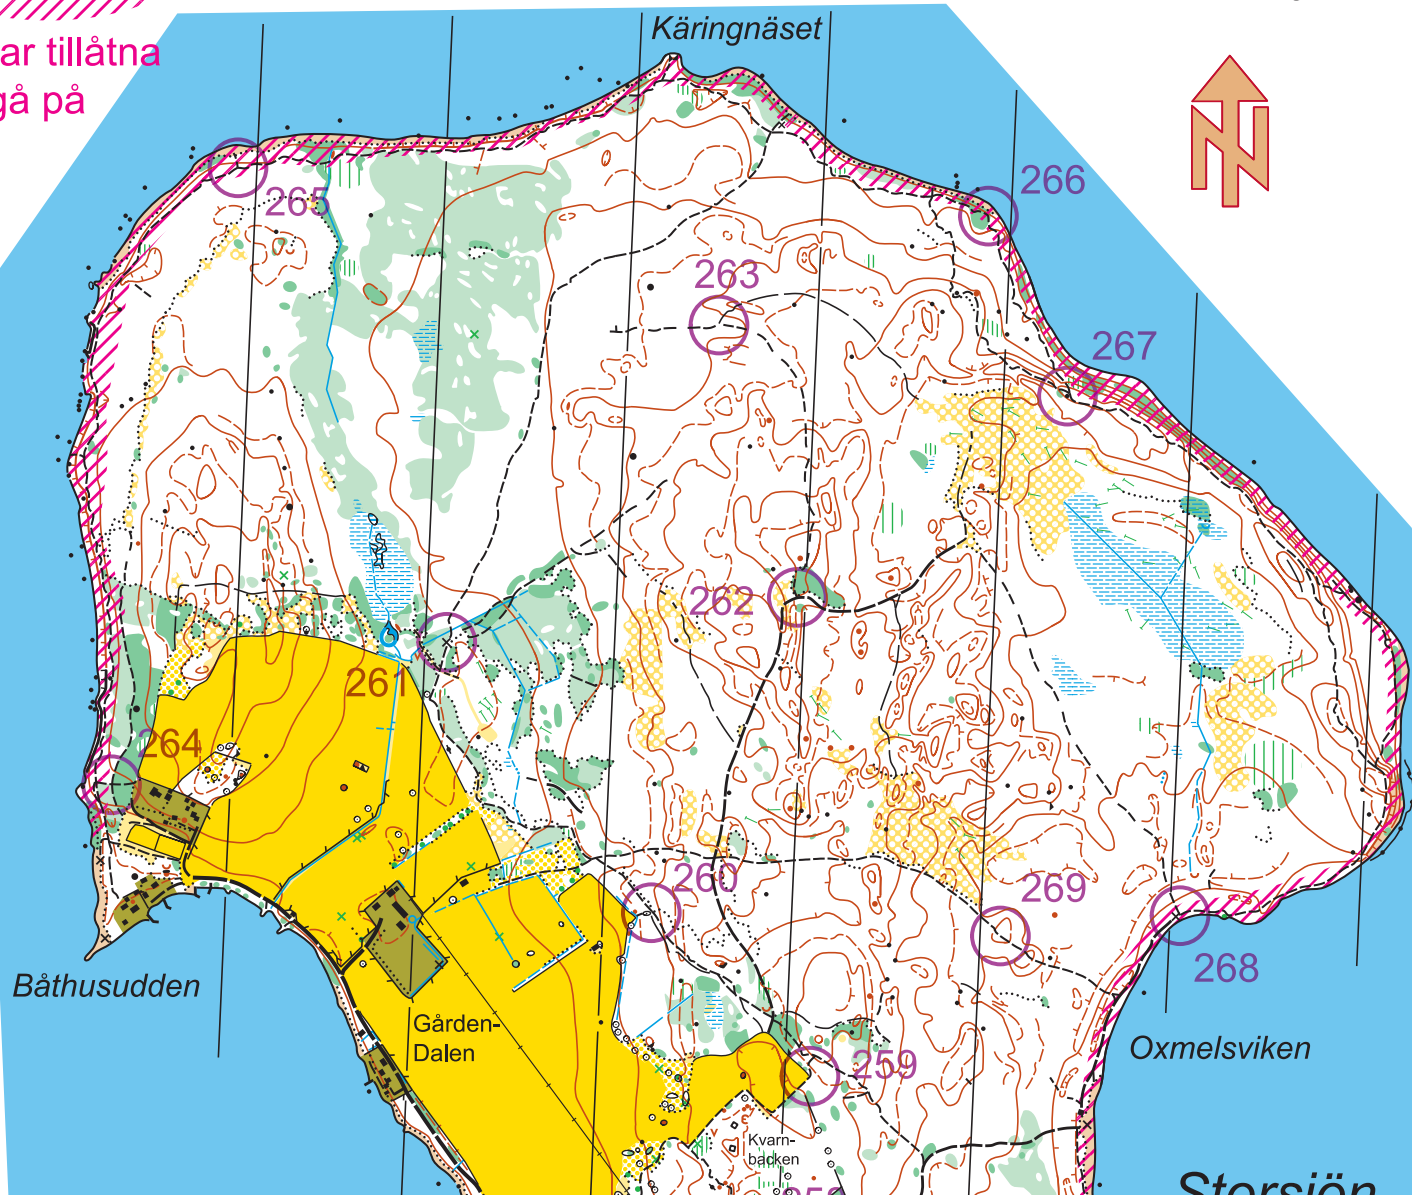 Käringnäset
ar tillåtna
gå på
266
265
263
267
262
261
264
260
269
268
Båthusudden
Gården-
Dalen
Oxmelsviken
259
Kvarn-
backen
Storsjön